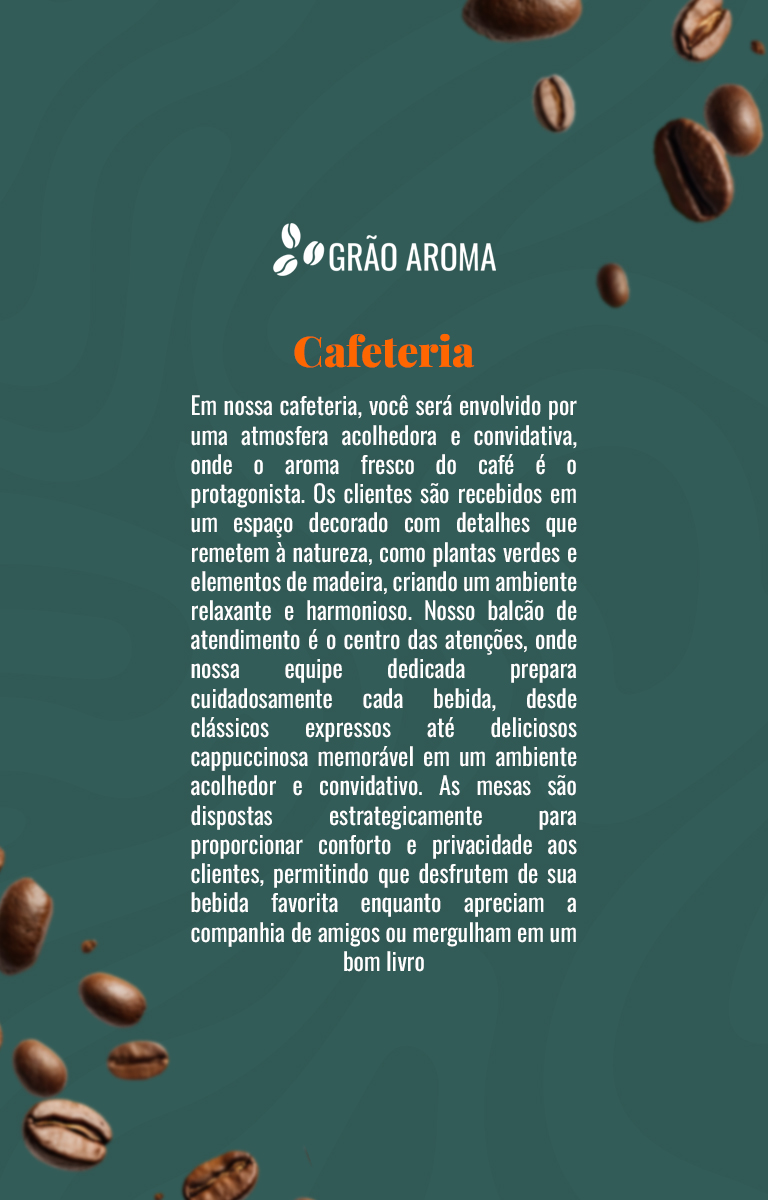 GRÃO AROMA
Cafeteria
Em nossa cafeteria, você será envolvido por
uma atmosfera acolhedora e convidativa,
onde o aroma fresco do café é o
protagonista. Os clientes são recebidos em
um espaço decorado com detalhes que
remetem à natureza, como plantas verdes e
elementos de madeira, criando um ambiente
relaxante e harmonioso. Nosso balcão de
atendimento é o centro das atenções, onde
nossa equipe dedicada prepara
cuidadosamente cada bebida, desde
clássicos expressos até deliciosos
cappuccinosa memorável em um ambiente
acolhedor e convidativo. As mesas são
dispostas estrategicamente para
proporcionar conforto e privacidade aos
clientes, permitindo que desfrutem de sua
bebida favorita enquanto apreciam a
companhia de amigos ou mergulham em um
bom livro